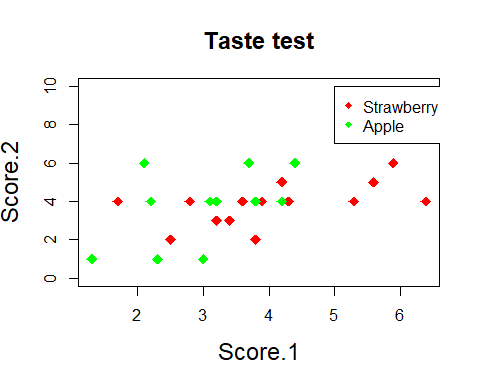 Taste test
Strawberry
Apple
Score.2
10
8
6
4
2
0
2 3 4 5 6
Score.1